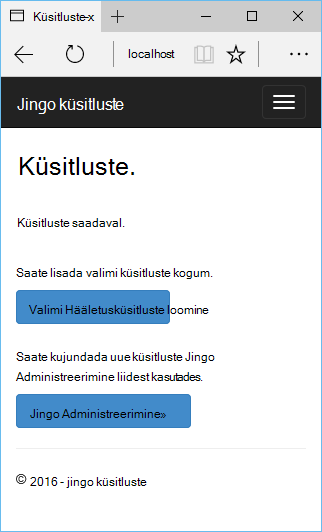 Küsitluste-x
localhost
Jingo küsitluste
Küsitluste.
Küsitluste saadaval.
Saate lisada valimi küsitluste kogum.
Valimi Hääletusküsitluste loomine
Saate kujundada uue küsitluste Jingo
Administreerimine liidest kasutades.
Jingo Administreerimine»
© 2016 - jingo küsitluste